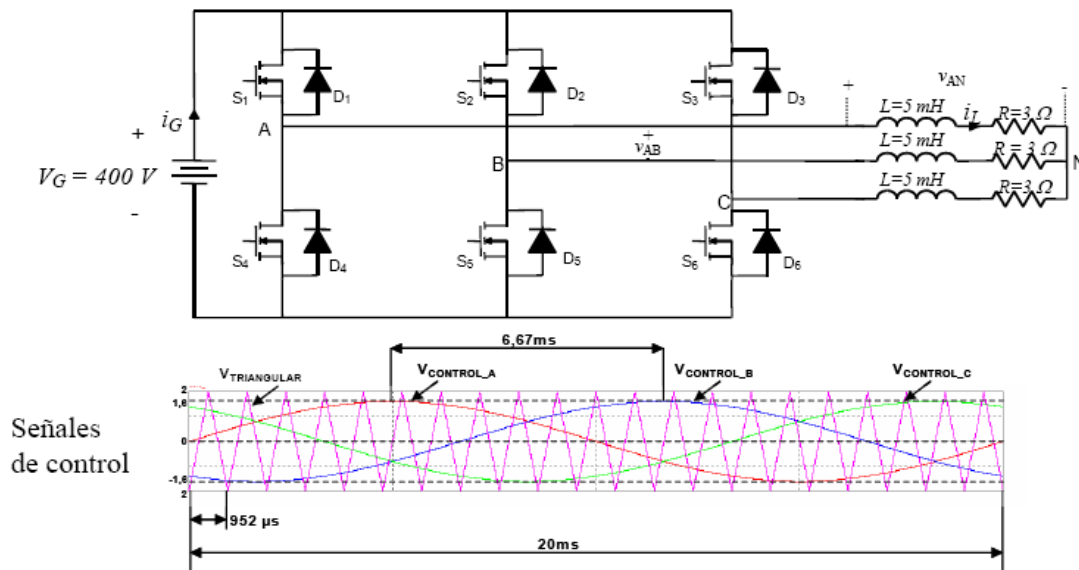 S1 D1 S2 D2 S3 D3
vAN
+ -
iG
A
+
vAB
B
C
L=5 mH iL R=3 Ω
L=5 mH R = 3 Ω
L=5 mH R=3 Ω
N
+
VG = 400 V
-
S4 D4 S5 D5 S6 D6
6,67ms
VTRIANGULAR VCONTROL_A VCONTROL_B VCONTROL_C
Señales
de control
2
1,6
0
-1,6
2
952 µs
20ms